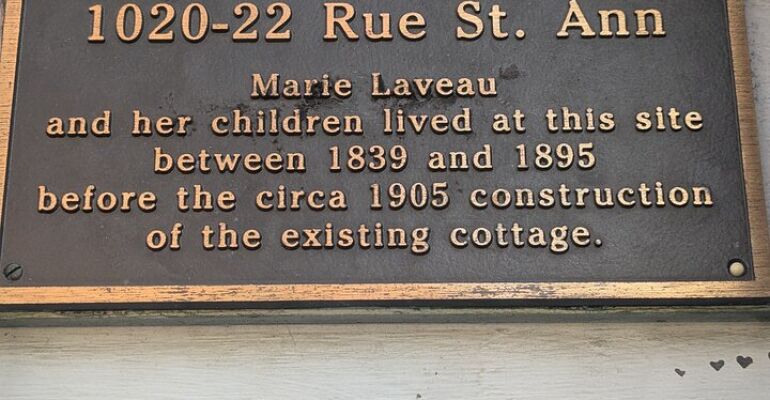 1020-22 Rue St. Ann
Marie Laveau
and her children lived at this site
between 1839 and 1895
before the circa 1905 construction
of the existing cottage.